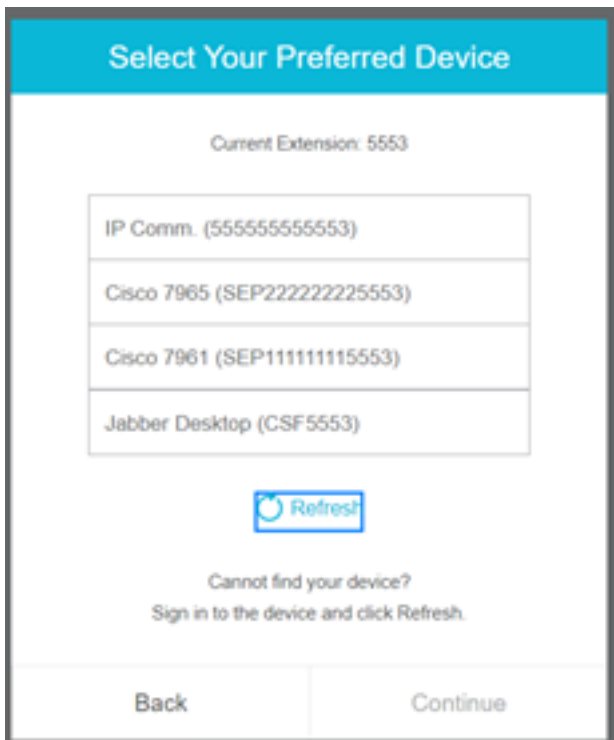 Select Your Preferred Device
Current Extension: 5553
IP Comm. (555555555553)
Cisco 7965 (SEP222222225553)
Cisco 7961 (SEP111111115553)
Jabber Desktop (CSF5553)
Refresh
Cannot find your device?
Sign in to the device and click Refresh.
Back
Continue